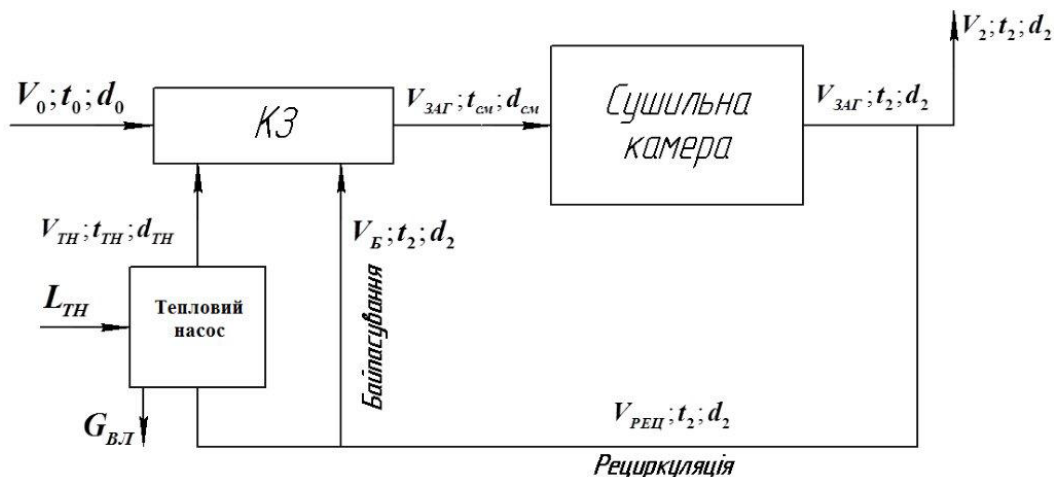 V₂; t₂; d₂
V₀; t₀; d₀
КЗ
V_ЗАГ; t_см; d_см
Сушильна
камера
V_ЗАГ; t₂; d₂
V_ТН; t_ТН; d_ТН
V_Б; t₂; d₂
L_ТН
Тепловий
насос
Байпасування
G_ВЛ
V_РЕЦ; t₂; d₂
Рециркуляція